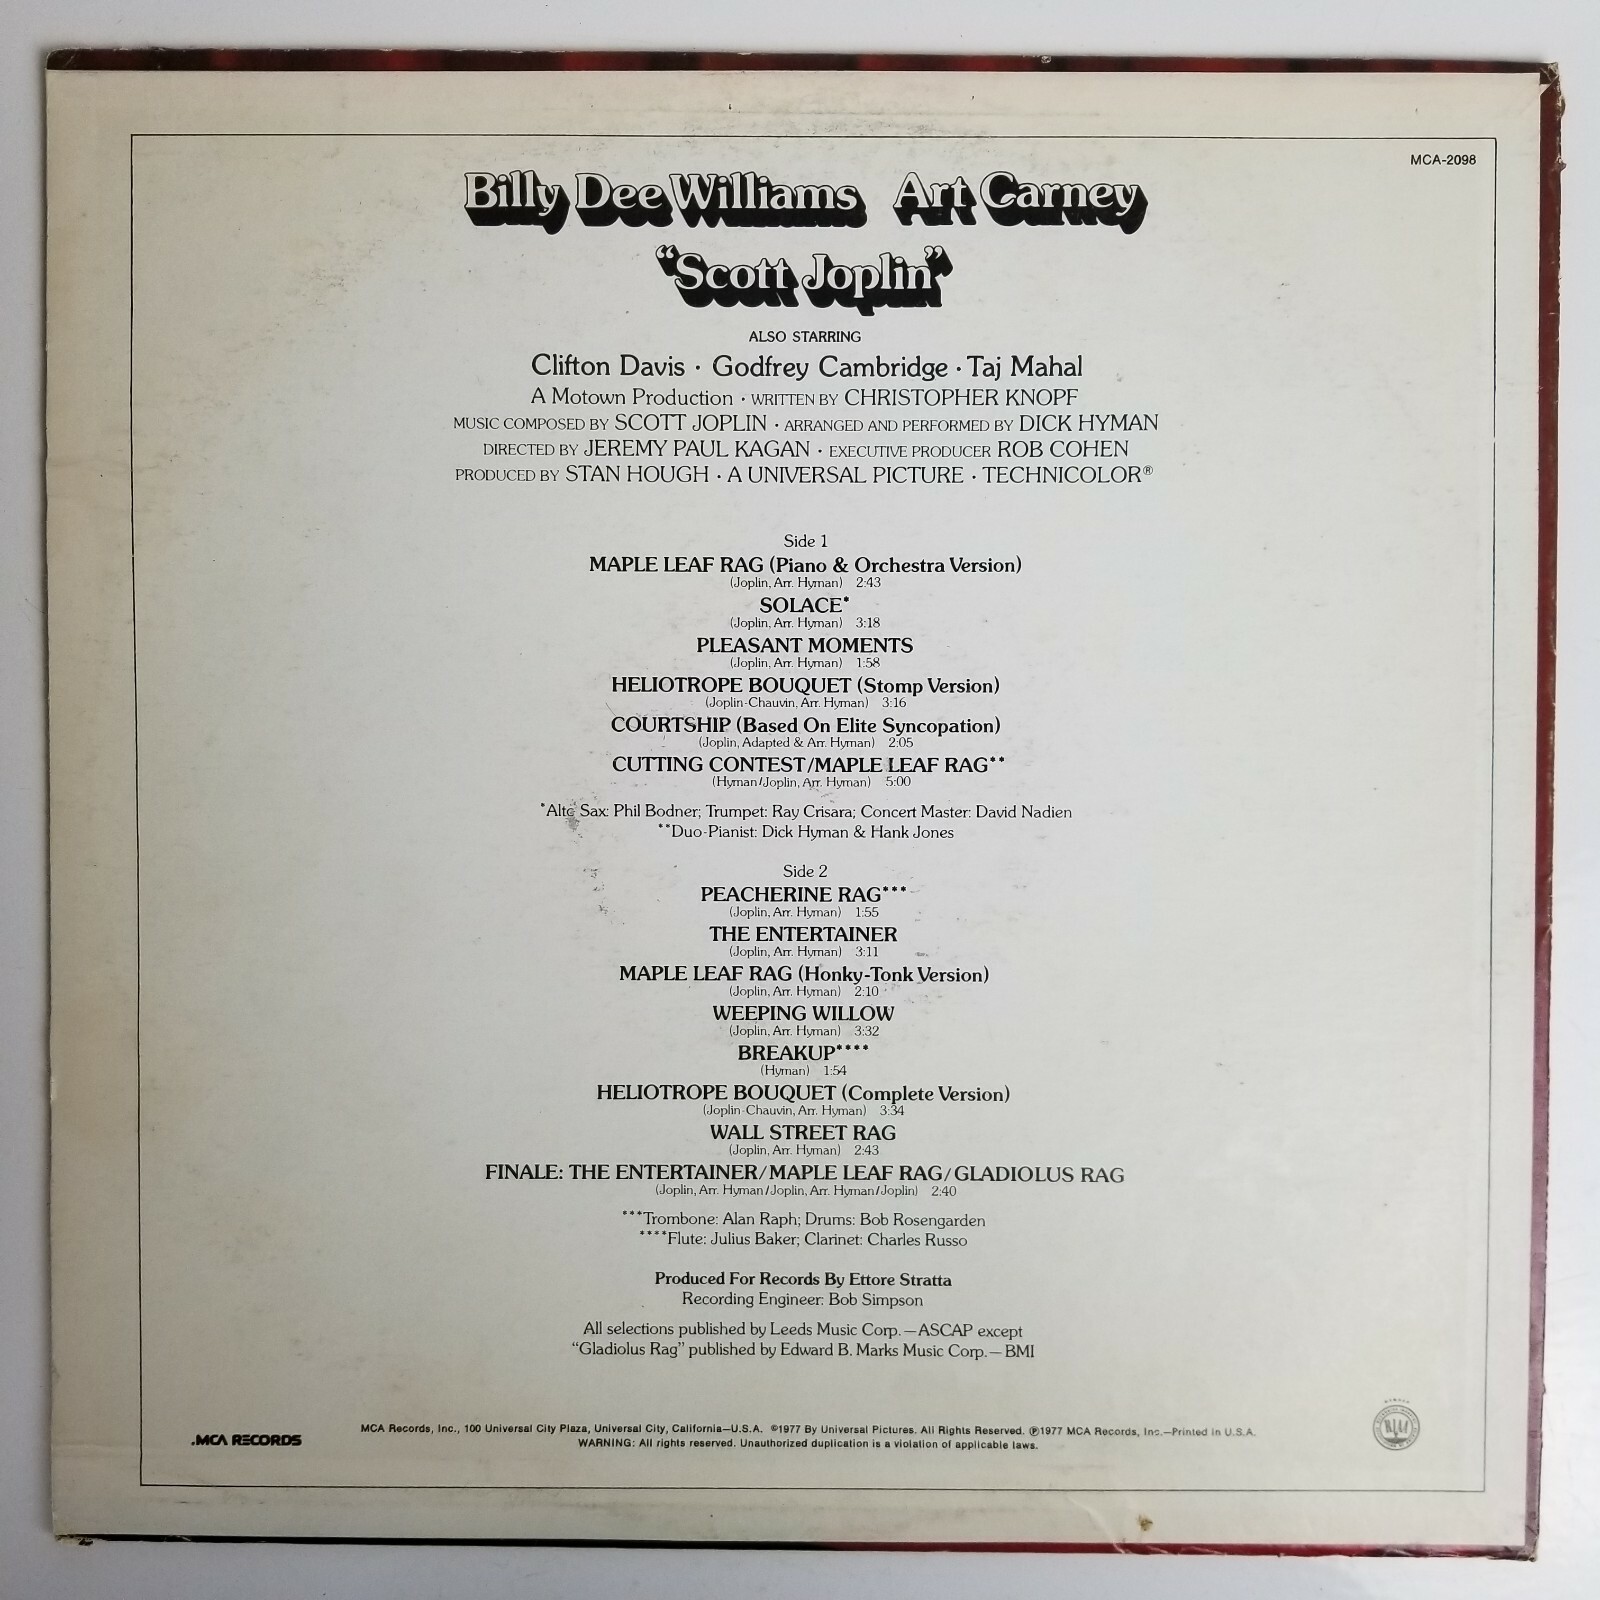 MCA-2098
Billy Dee Williams Art Carney
“Scott Joplin”
ALSO STARRING
Clifton Davis · Godfrey Cambridge · Taj Mahal
A Motown Production · WRITTEN BY CHRISTOPHER KNOPF
MUSIC COMPOSED BY SCOTT JOPLIN · ARRANGED AND PERFORMED BY DICK HYMAN
DIRECTED BY JEREMY PAUL KAGAN · EXECUTIVE PRODUCER ROB COHEN
PRODUCED BY STAN HOUGH · A UNIVERSAL PICTURE · TECHNICOLOR®
Side 1
MAPLE LEAF RAG (Piano & Orchestra Version)
(Joplin, Arr. Hyman) 2:43
SOLACE*
(Joplin, Arr. Hyman) 3:18
PLEASANT MOMENTS
(Joplin, Arr. Hyman) 1:58
HELIOTROPE BOUQUET (Stomp Version)
(Joplin-Chauvin, Arr. Hyman) 3:16
COURTSHIP (Based On Elite Syncopation)
(Joplin, Adapted & Arr. Hyman) 2:05
CUTTING CONTEST/MAPLE LEAF RAG**
(Hyman/Joplin, Arr. Hyman) 5:00
*Alto Sax: Phil Bodner; Trumpet: Ray Crisara; Concert Master: David Nadien
**Duo-Pianist: Dick Hyman & Hank Jones
Side 2
PEACHERINE RAG***
(Joplin, Arr. Hyman) 1:55
THE ENTERTAINER
(Joplin, Arr. Hyman) 3:11
MAPLE LEAF RAG (Honky-Tonk Version)
(Joplin, Arr. Hyman) 2:10
WEEPING WILLOW
(Joplin, Arr. Hyman) 3:32
BREAKUP****
(Hyman) 1:54
HELIOTROPE BOUQUET (Complete Version)
(Joplin-Chauvin, Arr. Hyman) 3:34
WALL STREET RAG
(Joplin, Arr. Hyman) 2:43
FINALE: THE ENTERTAINER/MAPLE LEAF RAG/GLADIOLUS RAG
(Joplin, Arr. Hyman/Joplin, Arr. Hyman/Joplin) 2:40
***Trombone: Alan Raph; Drums: Bob Rosengarden
****Flute: Julius Baker; Clarinet: Charles Russo
Produced For Records By Ettore Stratta
Recording Engineer: Bob Simpson
All selections published by Leeds Music Corp.—ASCAP except
“Gladiolus Rag” published by Edward B. Marks Music Corp.—BMI
.MCA RECORDS
MCA Records, Inc., 100 Universal City Plaza, Universal City, California—U.S.A. ©1977 By Universal Pictures. All Rights Reserved. ℗1977 MCA Records, Inc.—Printed in U.S.A.
WARNING: All rights reserved. Unauthorized duplication is a violation of applicable laws.